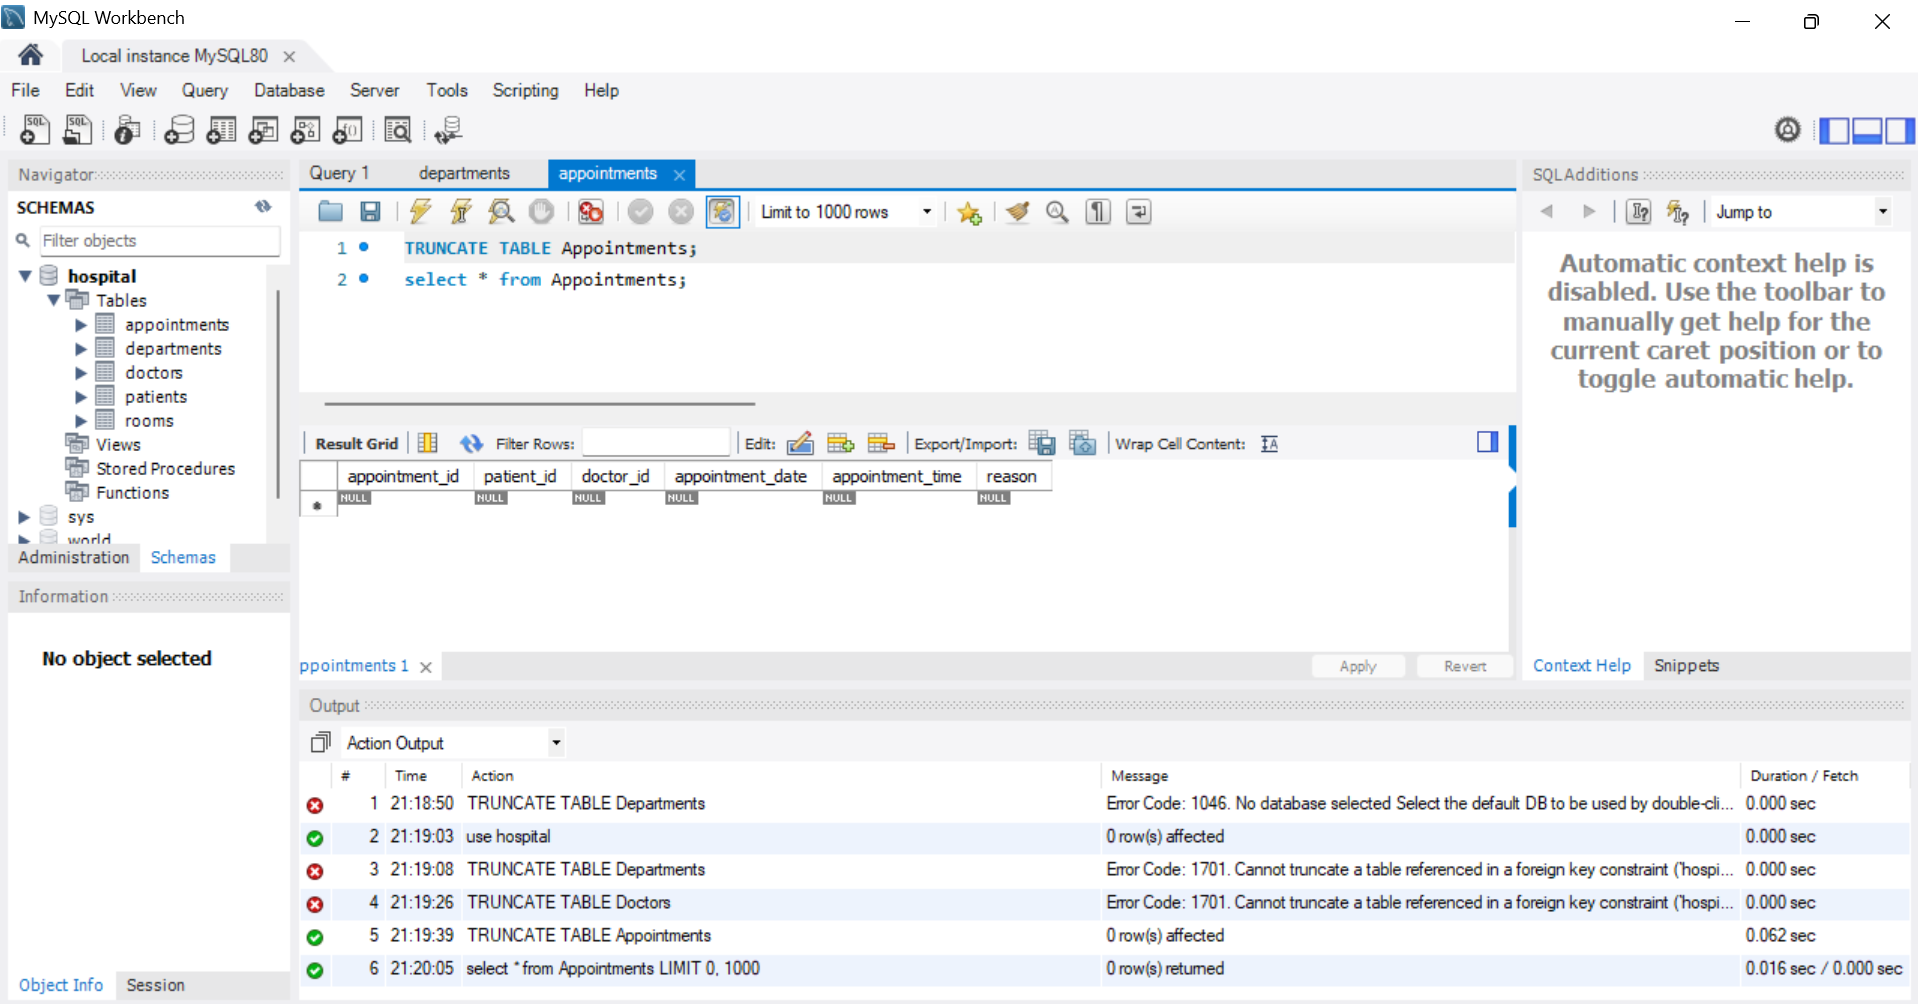 MySQL Workbench
Local instance MySQL80
File Edit View Query Database Server Tools Scripting Help
Navigator
SCHEMAS
Filter objects
hospital
Tables
appointments
departments
doctors
patients
rooms
Views
Stored Procedures
Functions
sys
world
Administration Schemas
Information
No object selected
Object Info Session
Query 1 departments appointments
Limit to 1000 rows
1 TRUNCATE TABLE Appointments;
2 select * from Appointments;
Result Grid Filter Rows: Edit: Export/Import: Wrap Cell Content:
appointment_id patient_id doctor_id appointment_date appointment_time reason
NULL NULL NULL NULL NULL NULL
ppointments 1 Apply Revert
SQLAdditions
Jump to
Automatic context help is
disabled. Use the toolbar to
manually get help for the
current caret position or to
toggle automatic help.
Context Help Snippets
Output
Action Output
# Time Action Message Duration / Fetch
1 21:18:50 TRUNCATE TABLE Departments Error Code: 1046. No database selected Select the default DB to be used by double-cli... 0.000 sec
2 21:19:03 use hospital 0 row(s) affected 0.000 sec
3 21:19:08 TRUNCATE TABLE Departments Error Code: 1701. Cannot truncate a table referenced in a foreign key constraint ('hospi... 0.000 sec
4 21:19:26 TRUNCATE TABLE Doctors Error Code: 1701. Cannot truncate a table referenced in a foreign key constraint ('hospi... 0.000 sec
5 21:19:39 TRUNCATE TABLE Appointments 0 row(s) affected 0.062 sec
6 21:20:05 select * from Appointments LIMIT 0, 1000 0 row(s) returned 0.016 sec / 0.000 sec